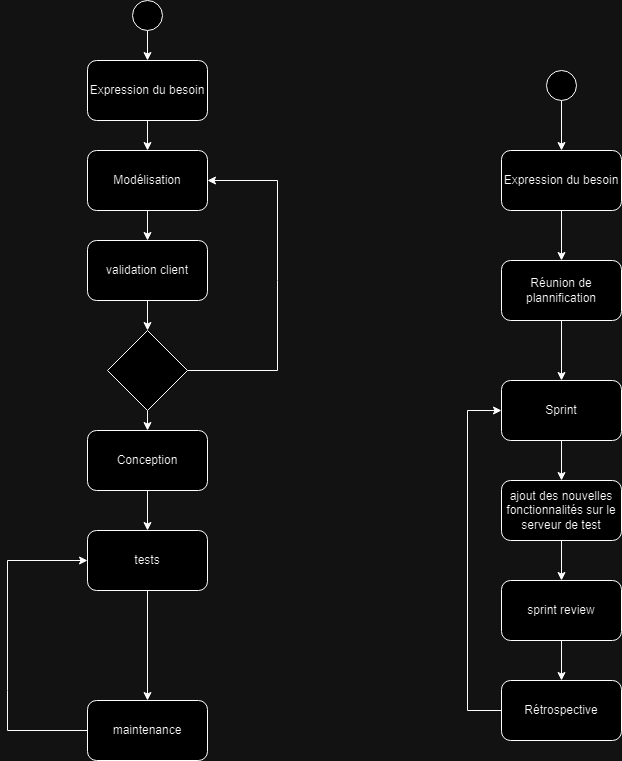 Expression du besoin
Modélisation
validation client
Conception
tests
maintenance
Expression du besoin
Réunion de
plannification
Sprint
ajout des nouvelles
fonctionnalités sur le
serveur de test
sprint review
Rétrospective